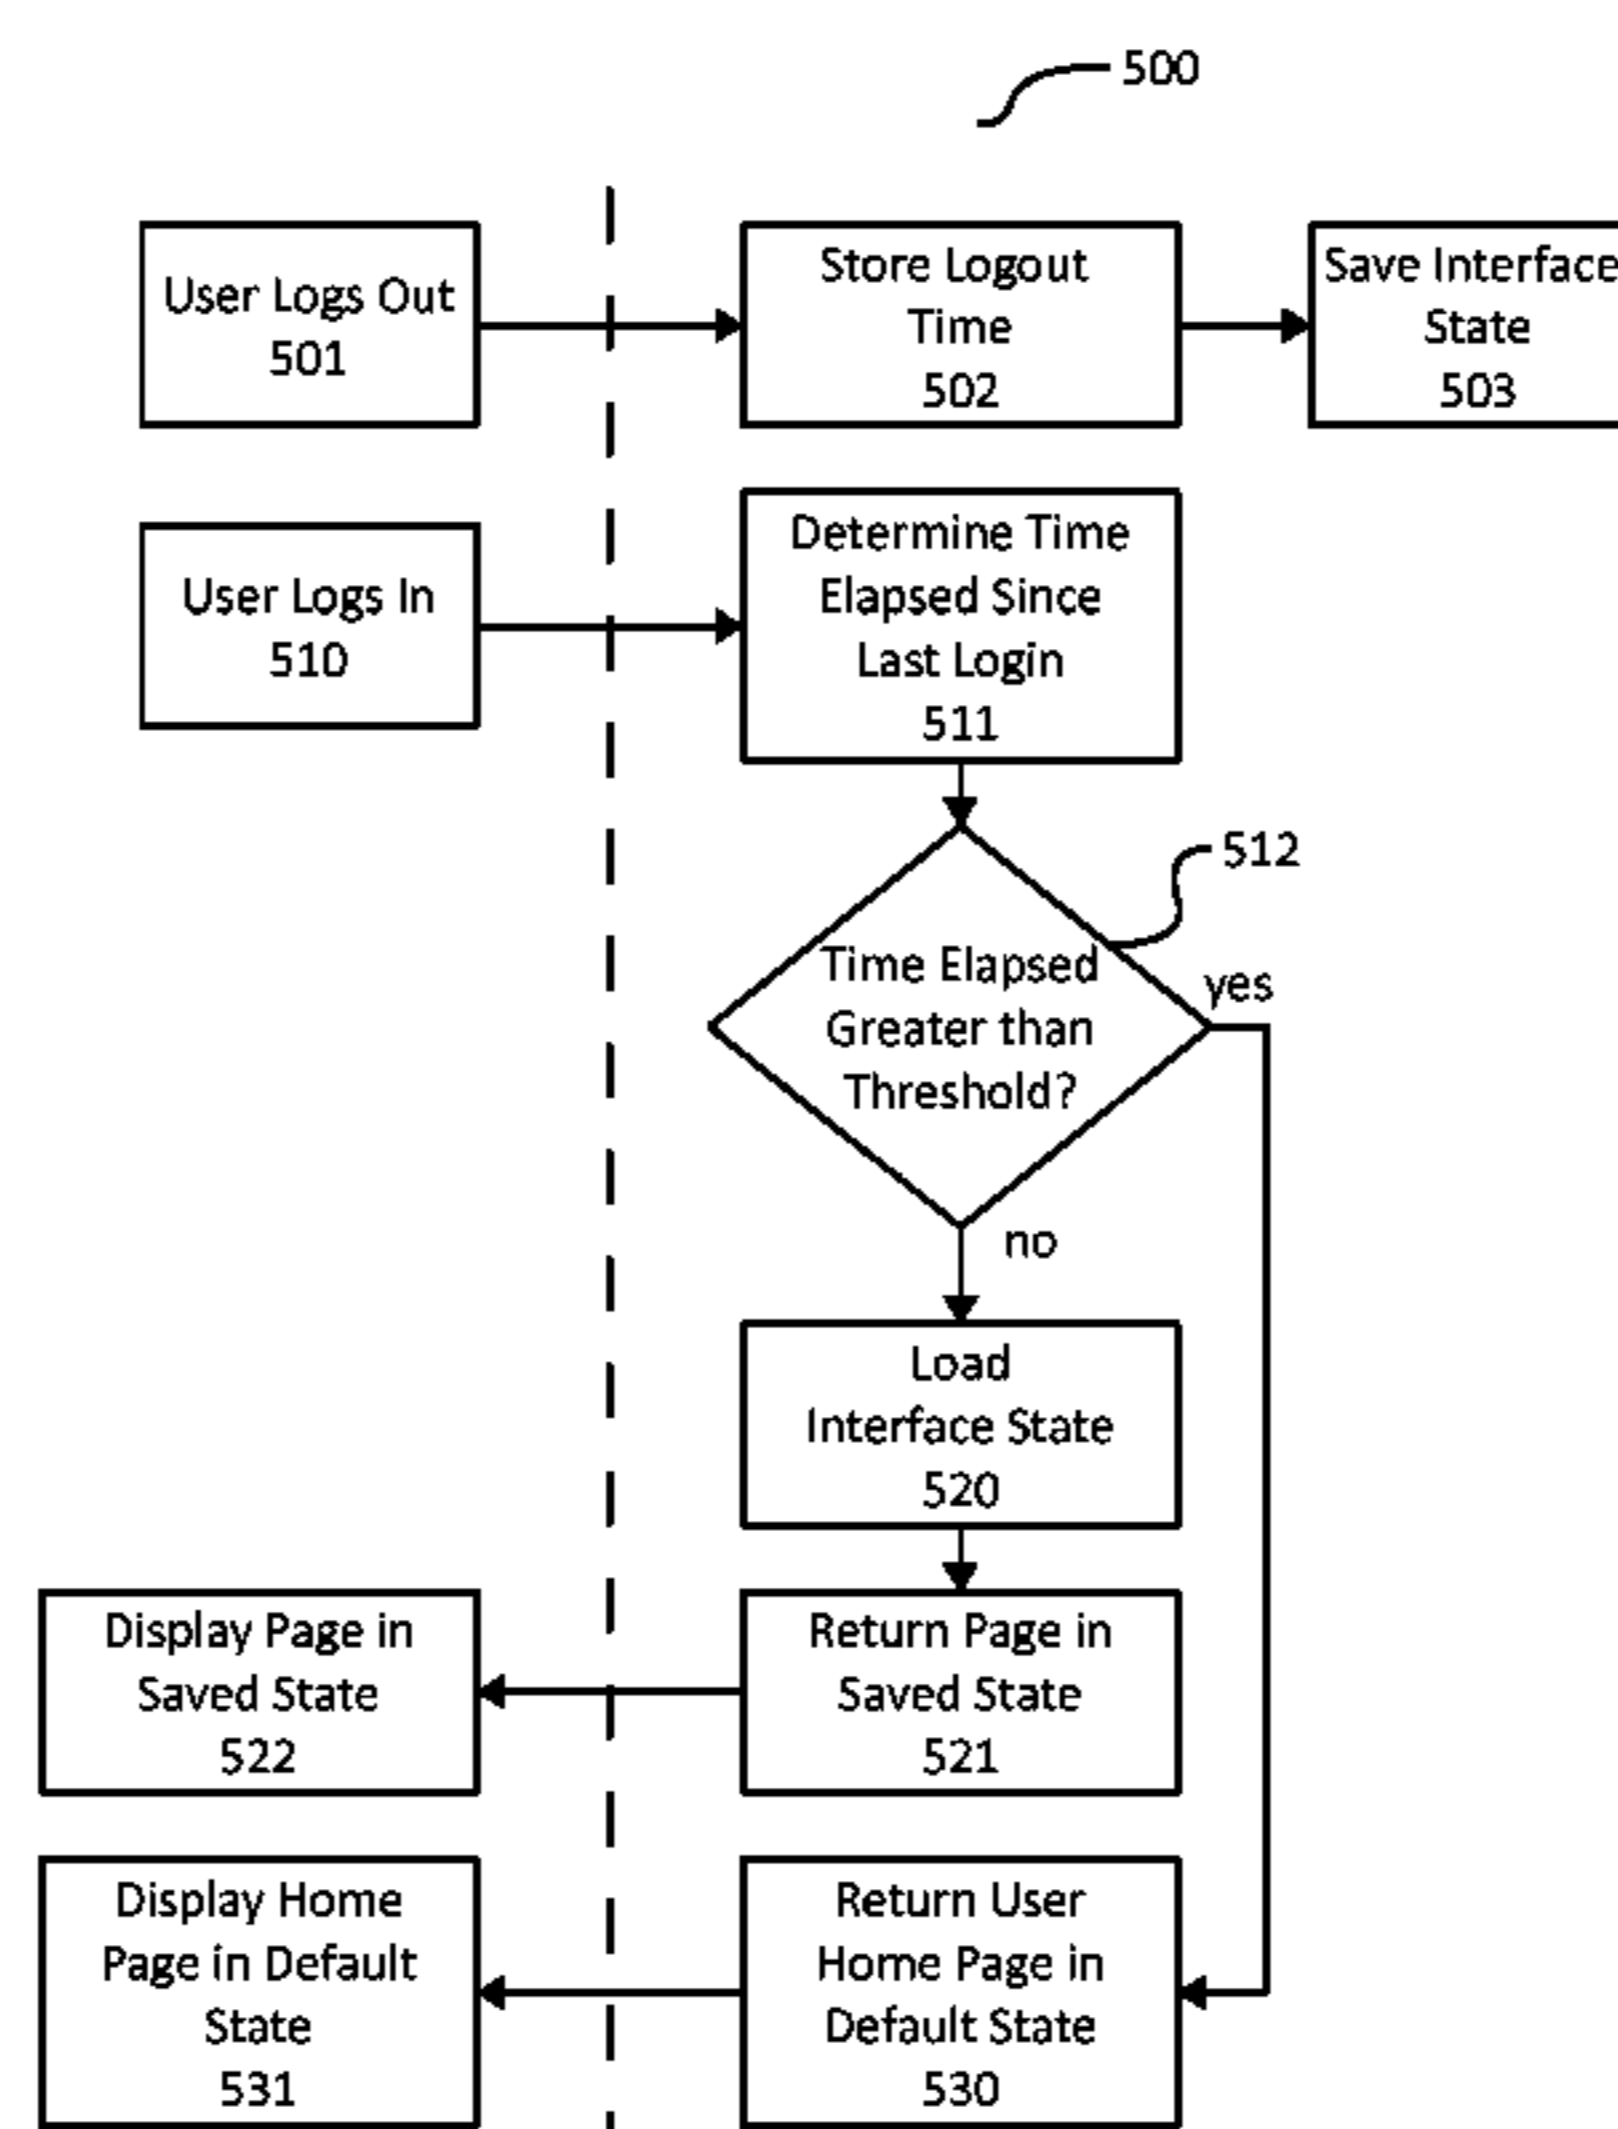 500
User Logs Out
501
Store Logout
Time
502
Save Interface
State
503
User Logs In
510
Determine Time
Elapsed Since
Last Login
511
512
Time Elapsed
Greater than
Threshold?
yes
no
Load
Interface State
520
Display Page in
Saved State
522
Return Page in
Saved State
521
Display Home
Page in Default
State
531
Return User
Home Page in
Default State
530